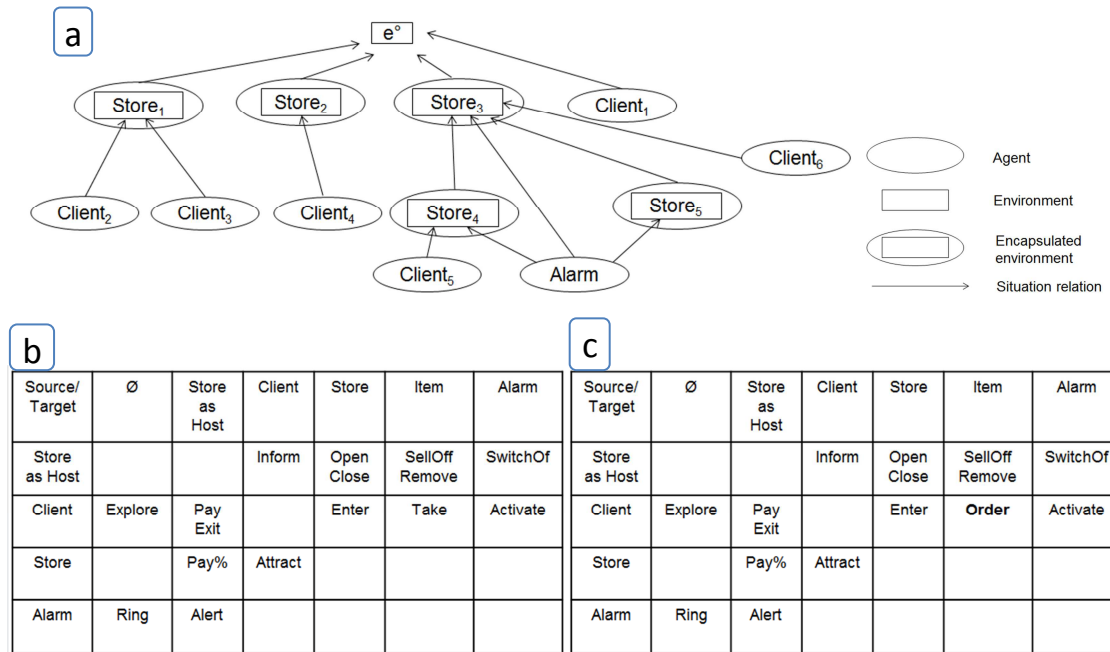 a
e°
Store₁
Store₂
Store₃
Client₁
Client₆
Agent
Client₂
Client₃
Client₄
Store₄
Store₅
Environment
Encapsulated
environment
Client₅
Alarm
Situation relation
b
Source/ Target Ø Store as Host Client Store Item Alarm
Store as Host Inform Open Close SellOff Remove SwitchOf
Client Explore Pay Exit Enter Take Activate
Store Pay% Attract
Alarm Ring Alert
c
Source/ Target Ø Store as Host Client Store Item Alarm
Store as Host Inform Open Close SellOff Remove SwitchOf
Client Explore Pay Exit Enter Order Activate
Store Pay% Attract
Alarm Ring Alert